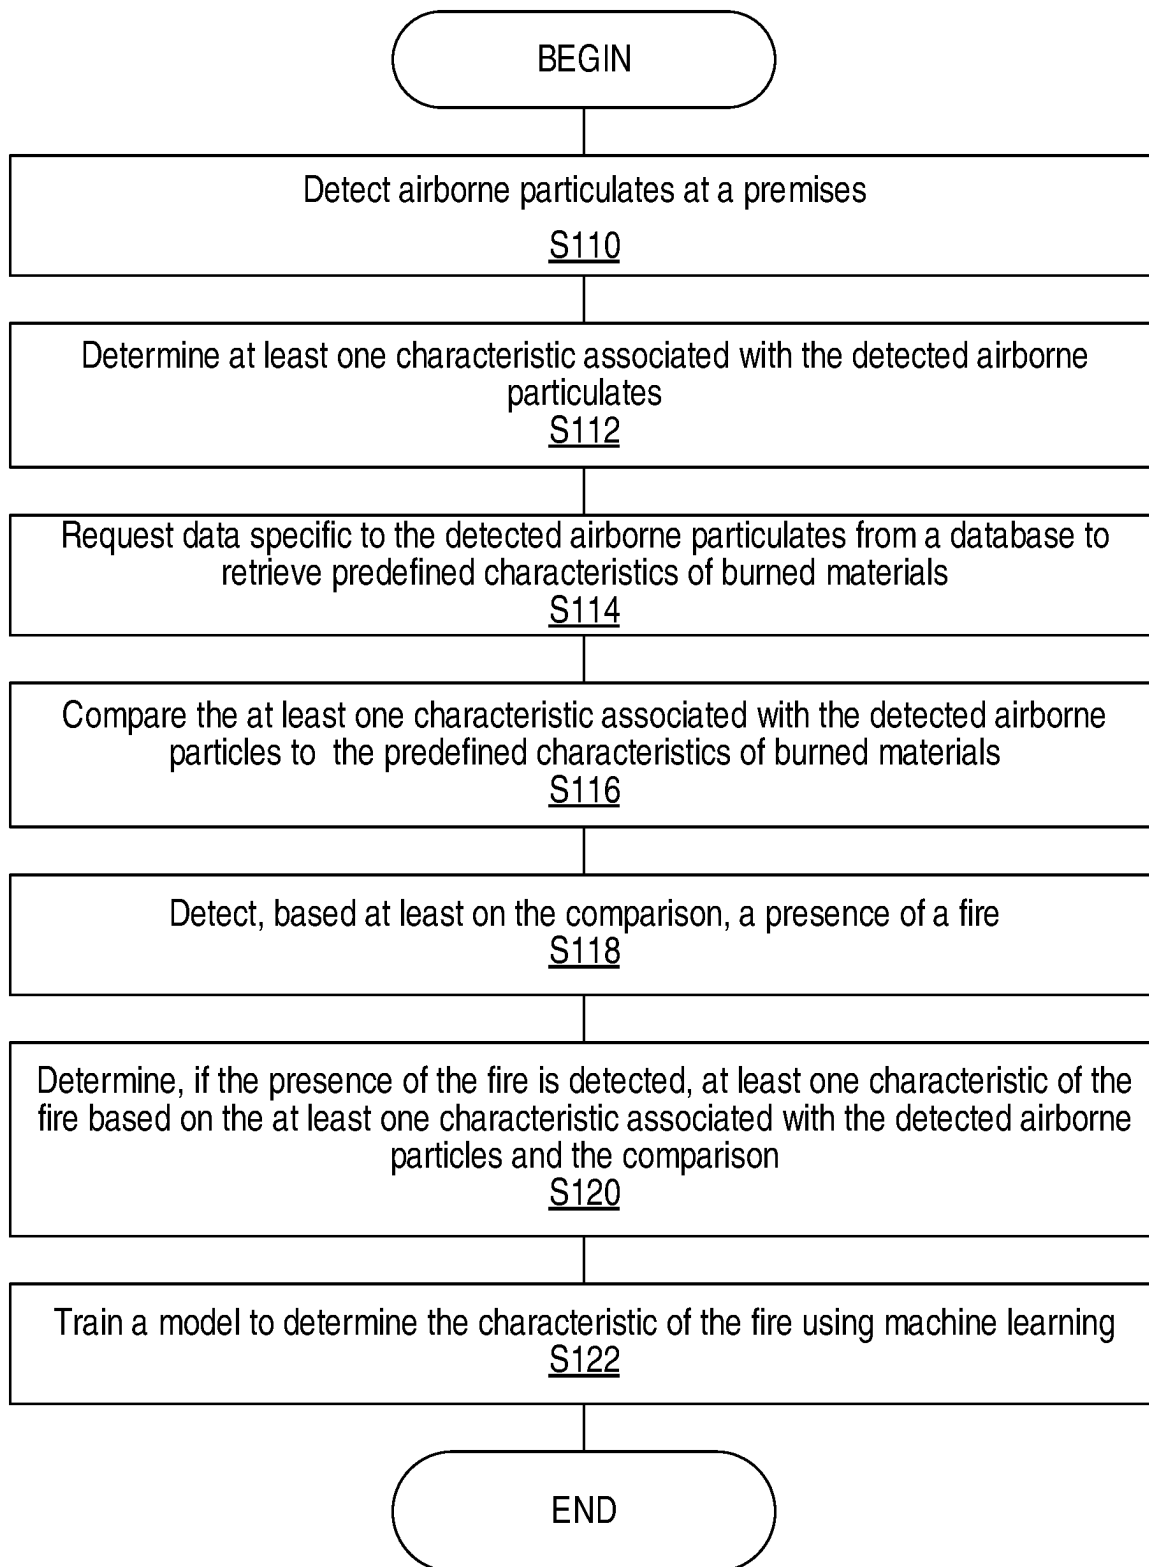 BEGIN
Detect airborne particulates at a premises
S110
Determine at least one characteristic associated with the detected airborne
particulates
S112
Request data specific to the detected airborne particulates from a database to
retrieve predefined characteristics of burned materials
S114
Compare the at least one characteristic associated with the detected airborne
particles to the predefined characteristics of burned materials
S116
Detect, based at least on the comparison, a presence of a fire
S118
Determine, if the presence of the fire is detected, at least one characteristic of the
fire based on the at least one characteristic associated with the detected airborne
particles and the comparison
S120
Train a model to determine the characteristic of the fire using machine learning
S122
END